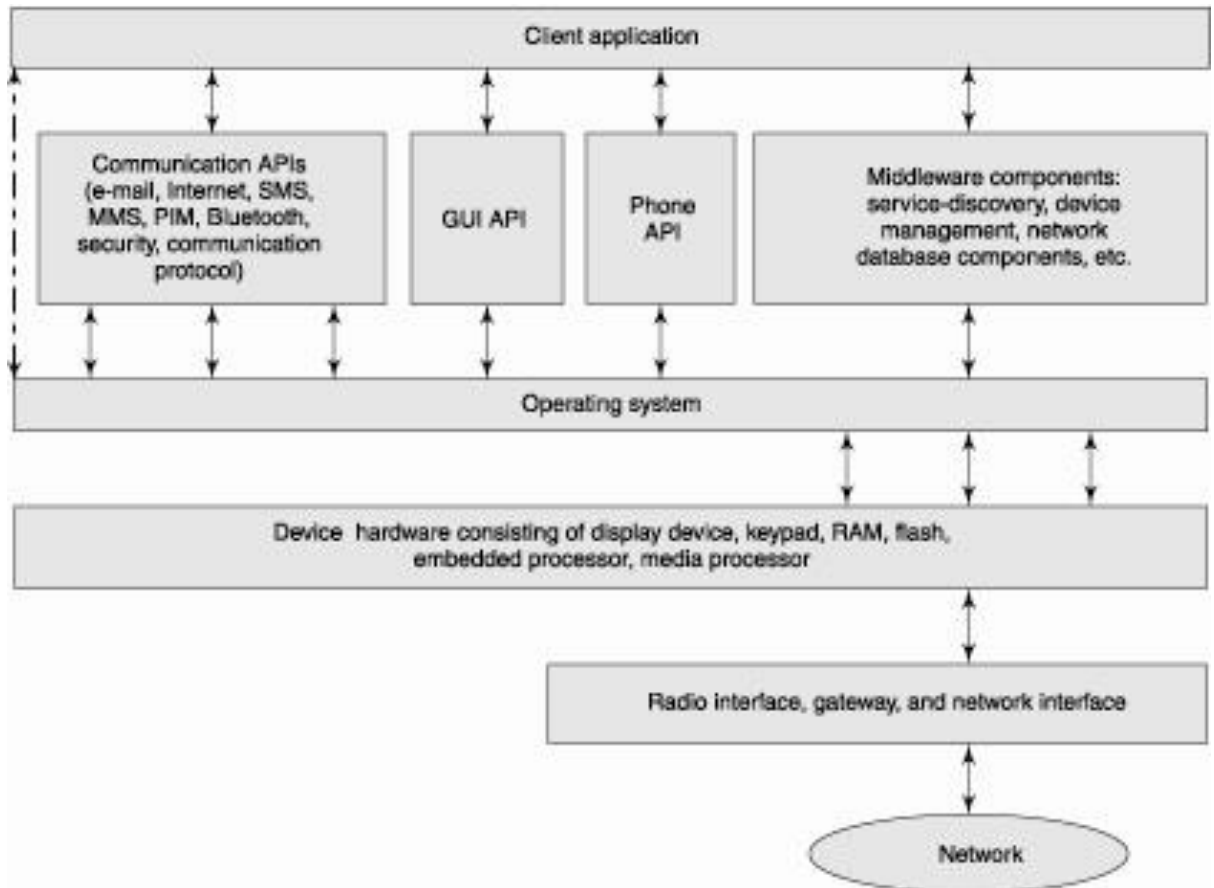 Client application
Communication APIs
(e-mail, Internet, SMS,
MMS, PIM, Bluetooth,
security, communication
protocol)
GUI API
Phone
API
Middleware components:
service-discovery, device
management, network
database components, etc.
Operating system
Device hardware consisting of display device, keypad, RAM, flash,
embedded processor, media processor
Radio interface, gateway, and network interface
Network